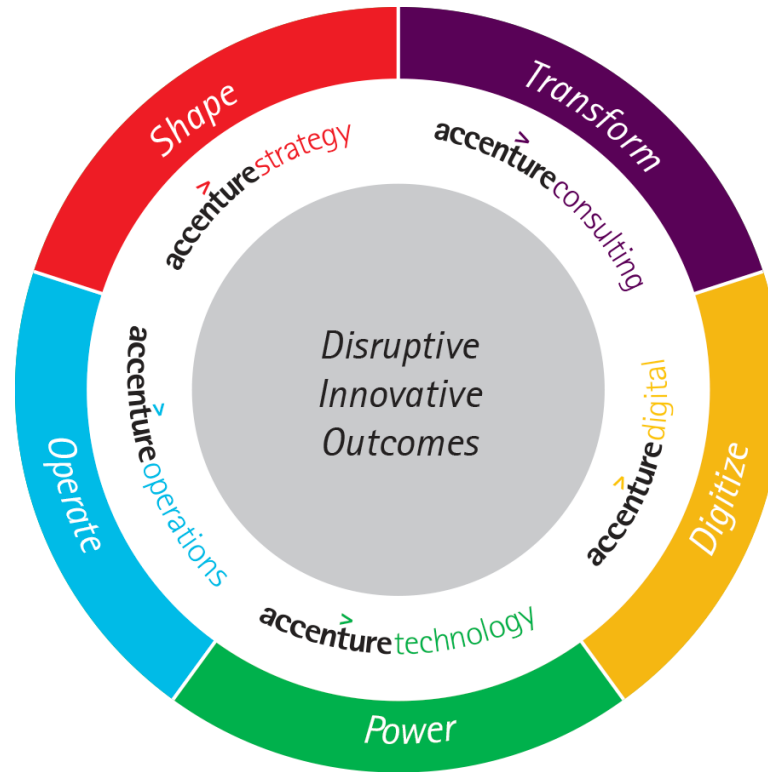 Shape
Transform
accenturestrategy
>
accentureconsulting
>
Disruptive
Innovative
Outcomes
accenturedigital
>
Digitize
accentureoperations
>
Operate
accenturetechnology
>
Power